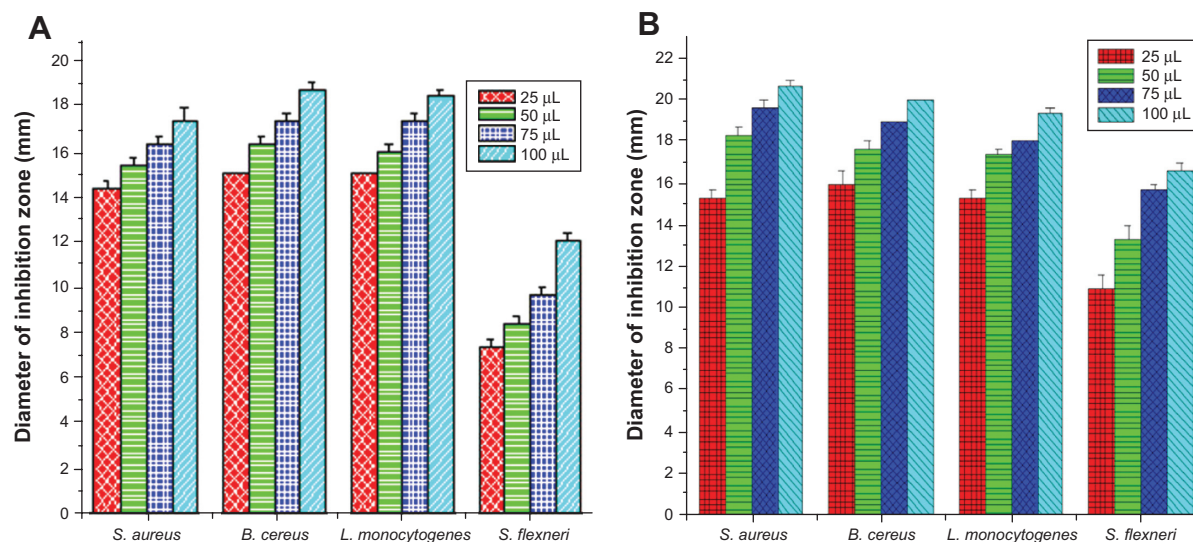 A
Diameter of inhibition zone (mm)
20
18
16
14
12
10
8
6
4
2
0
25 μL
50 μL
75 μL
100 μL
S. aureus
B. cereus
L. monocytogenes
S. flexneri
B
Diameter of inhibition zone (mm)
22
20
18
16
14
12
10
8
6
4
2
0
25 μL
50 μL
75 μL
100 μL
S. aureus
B. cereus
L. monocytogenes
S. flexneri